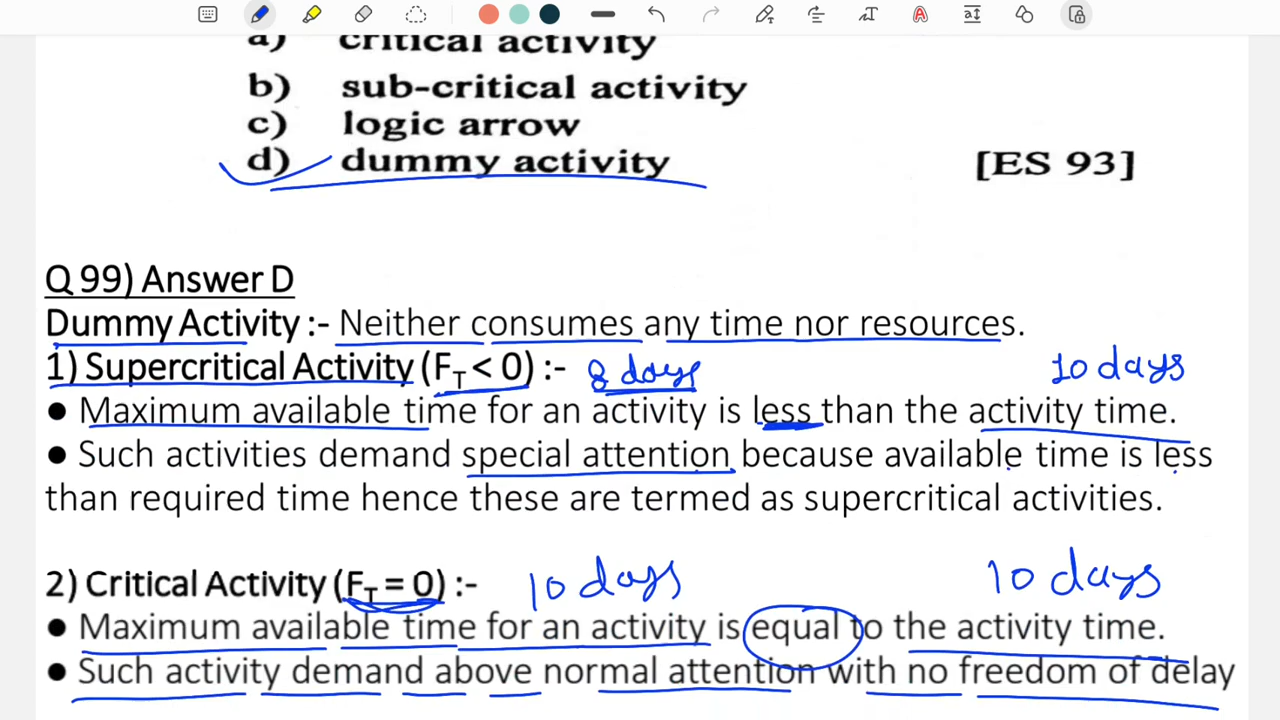 a) critical activity
b) sub-critical activity
c) logic arrow
d) dummy activity [ES 93]
Q 99) Answer D
Dummy Activity :- Neither consumes any time nor resources.
1) Supercritical Activity (F_T < 0) :- 8 days 10 days
● Maximum available time for an activity is less than the activity time.
● Such activities demand special attention because available time is less
than required time hence these are termed as supercritical activities.
2) Critical Activity (F_T = 0) :- 10 days 10 days
● Maximum available time for an activity is equal to the activity time.
● Such activity demand above normal attention with no freedom of delay